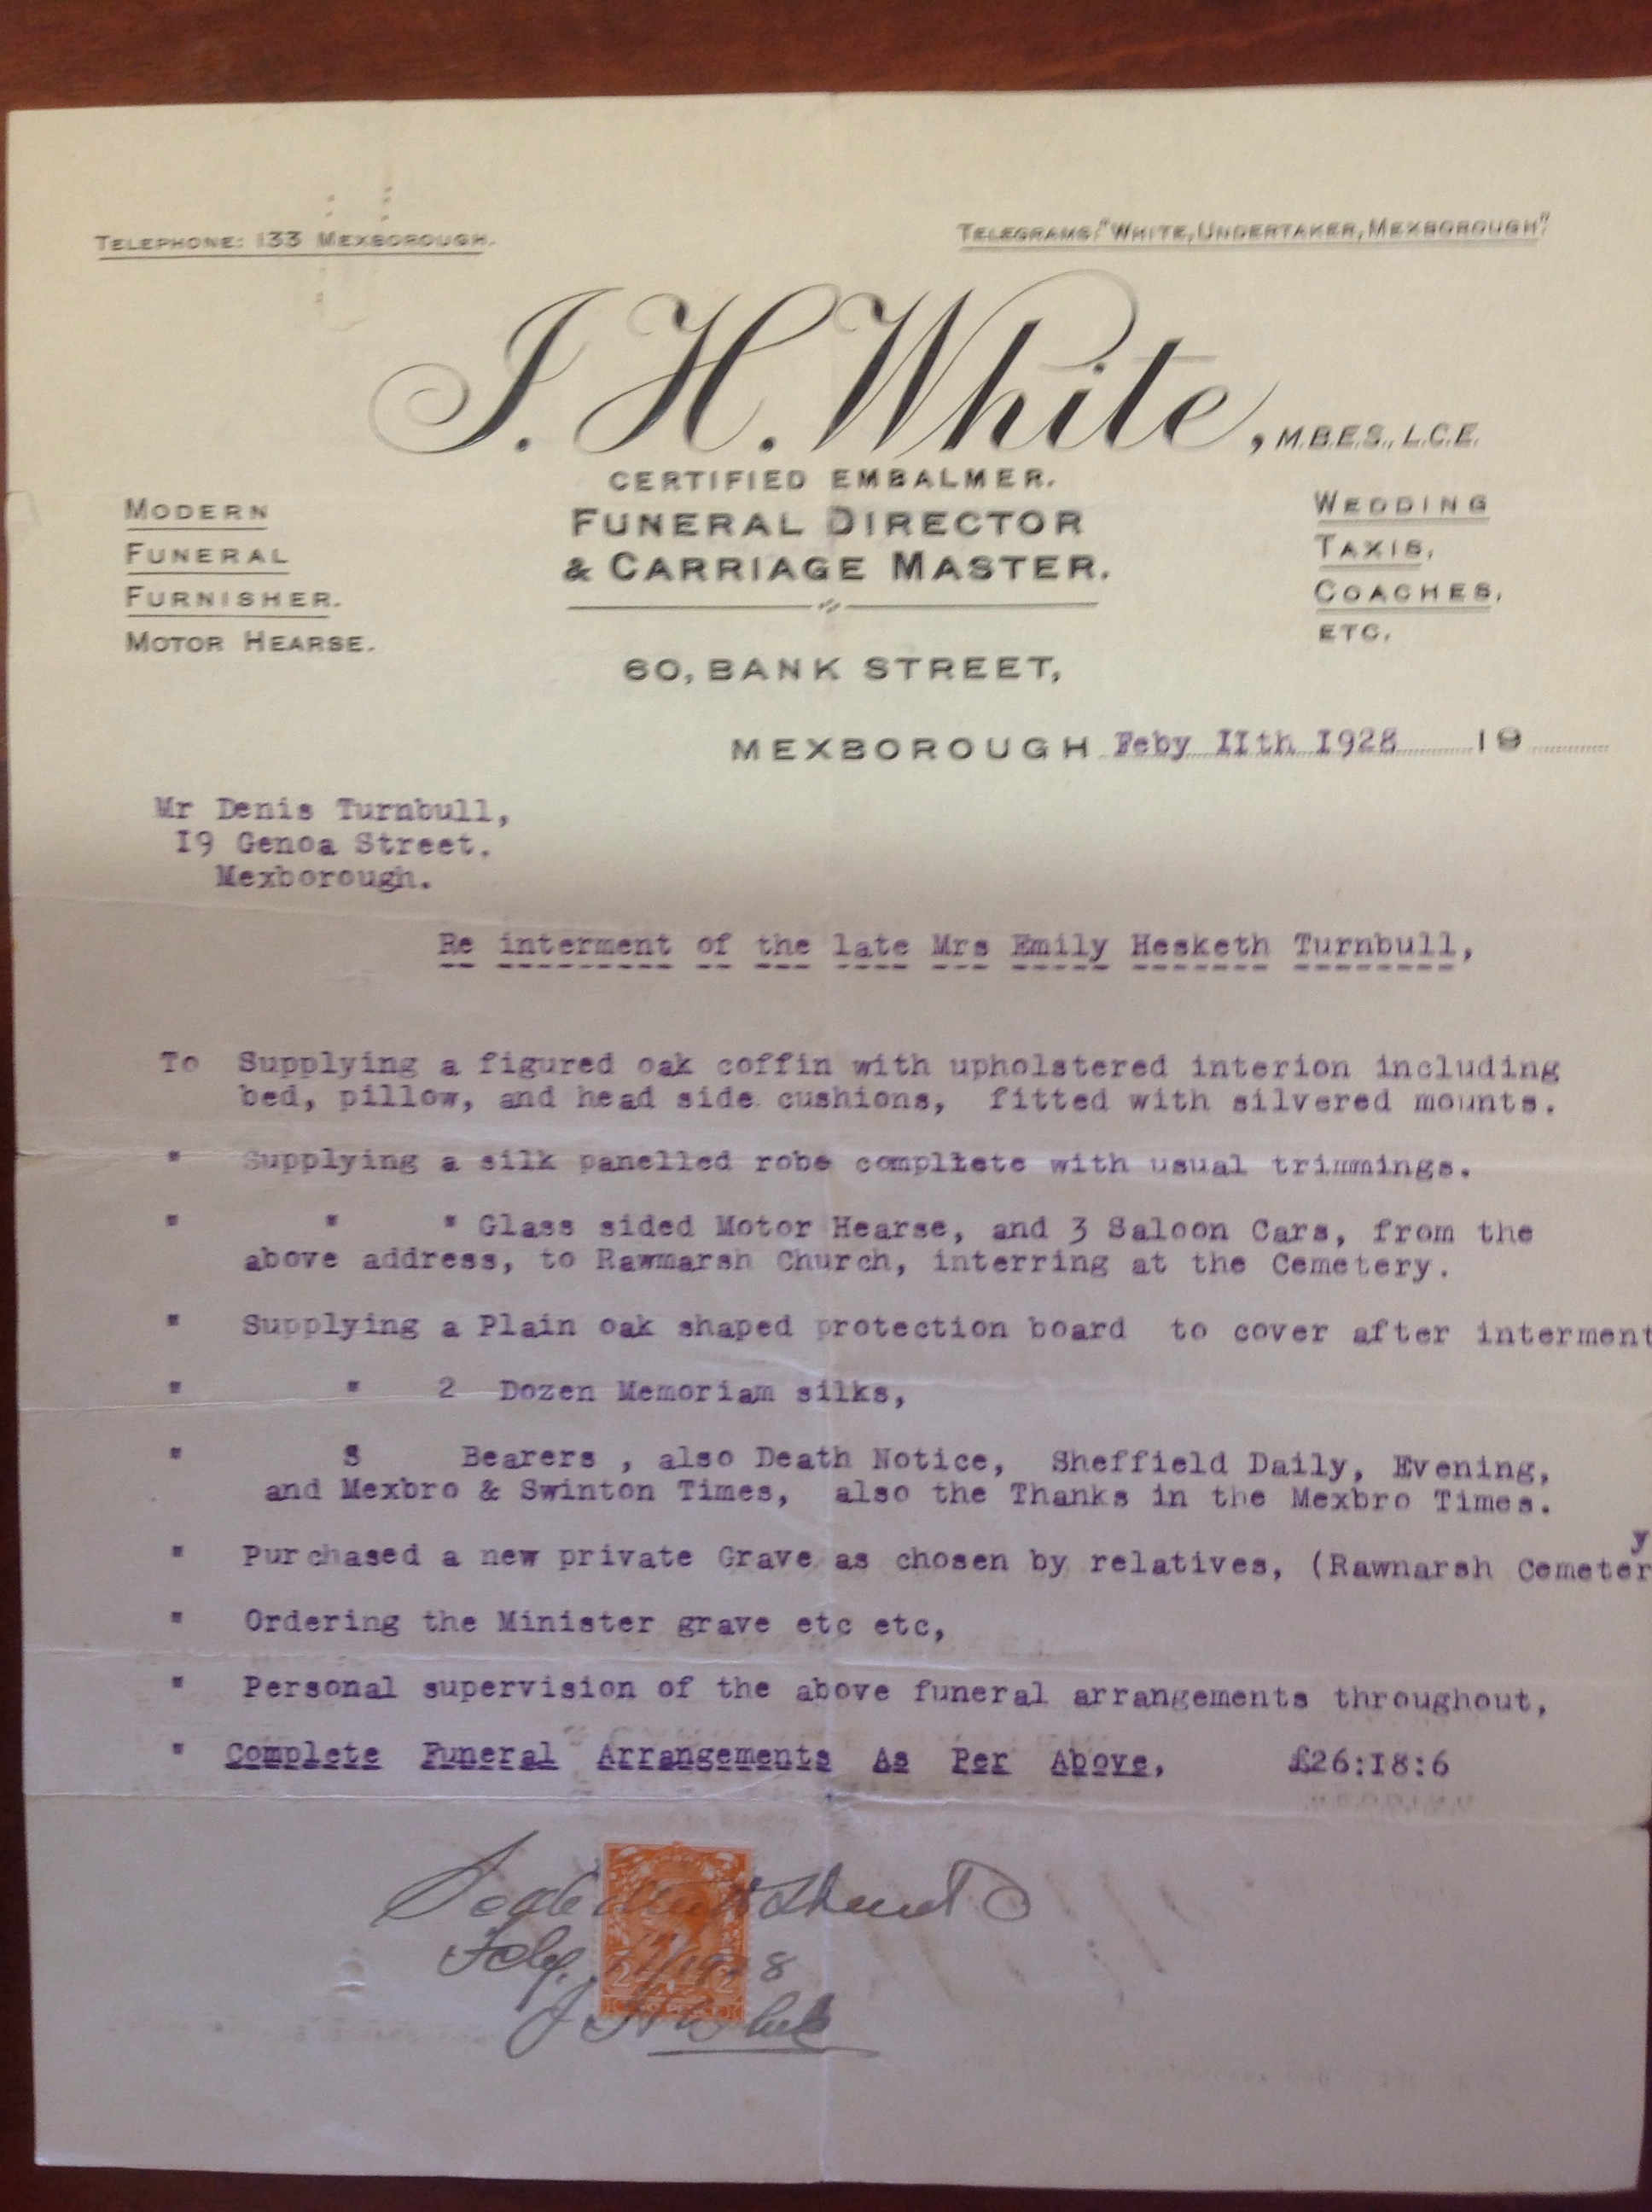 TELEPHONE: 133 MEXBOROUGH.
TELEGRAMS: "WHITE, UNDERTAKER, MEXBOROUGH."
J. H. White, M.B.E.S., L.C.E.
CERTIFIED EMBALMER.
FUNERAL DIRECTOR
& CARRIAGE MASTER.
MODERN
FUNERAL
FURNISHER.
MOTOR HEARSE.
WEDDING
TAXIS,
COACHES,
ETC.
60, BANK STREET,
MEXBOROUGH Feby IIth I928 19
Mr Denis Turnbull,
I9 Genoa Street,
Mexborough.
Re interment of the late Mrs Emily Hesketh Turnbull,
To Supplying a figured oak coffin with upholstered interion including
bed, pillow, and head side cushions, fitted with silvered mounts.
" Supplying a silk panelled robe with usual trimmings.
" " " Glass sided Motor Hearse, and 3 Saloon Cars, from the
above address, to Rawmarsh Church, interring at the Cemetery.
" Supplying a Plain oak shaped protection board to cover after interment
" " 2 Dozen Memoriam silks,
" 8 Bearers , also Death Notice, Sheffield Daily, Evening,
and Mexbro & Swinton Times, also the Thanks in the Mexbro Times.
" Purchased a new private Grave as chosen by relatives, (Rawnarsh Cemetery
" Ordering the Minister grave etc etc,
" Personal supervision of the above funeral arrangements throughout,
" Complete Funeral Arrangements As Per Above, £26:I8:6
Feby. 17/1928
J. H. White